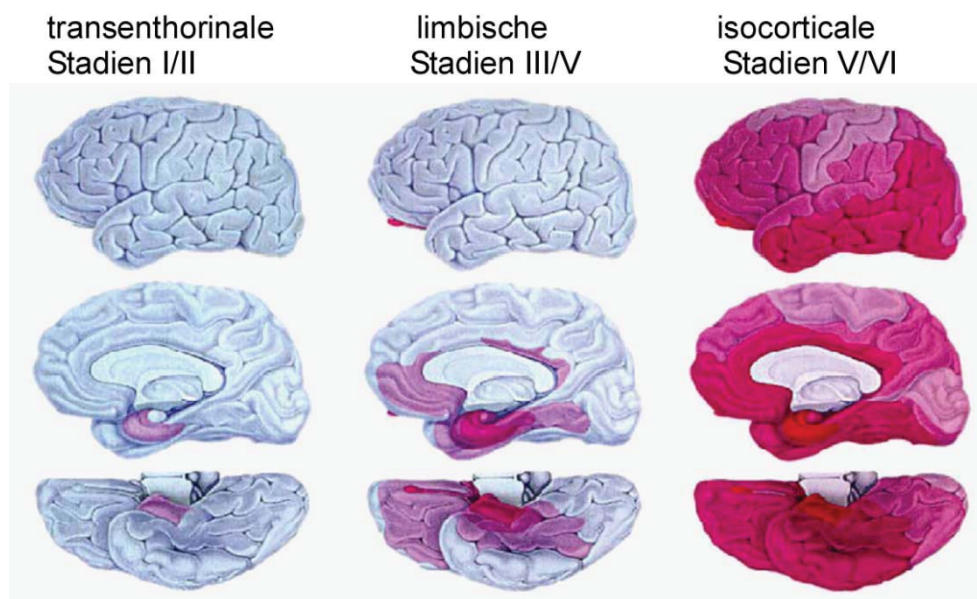 transenthorinale
Stadien I/II
limbische
Stadien III/V
isocorticale
Stadien V/VI